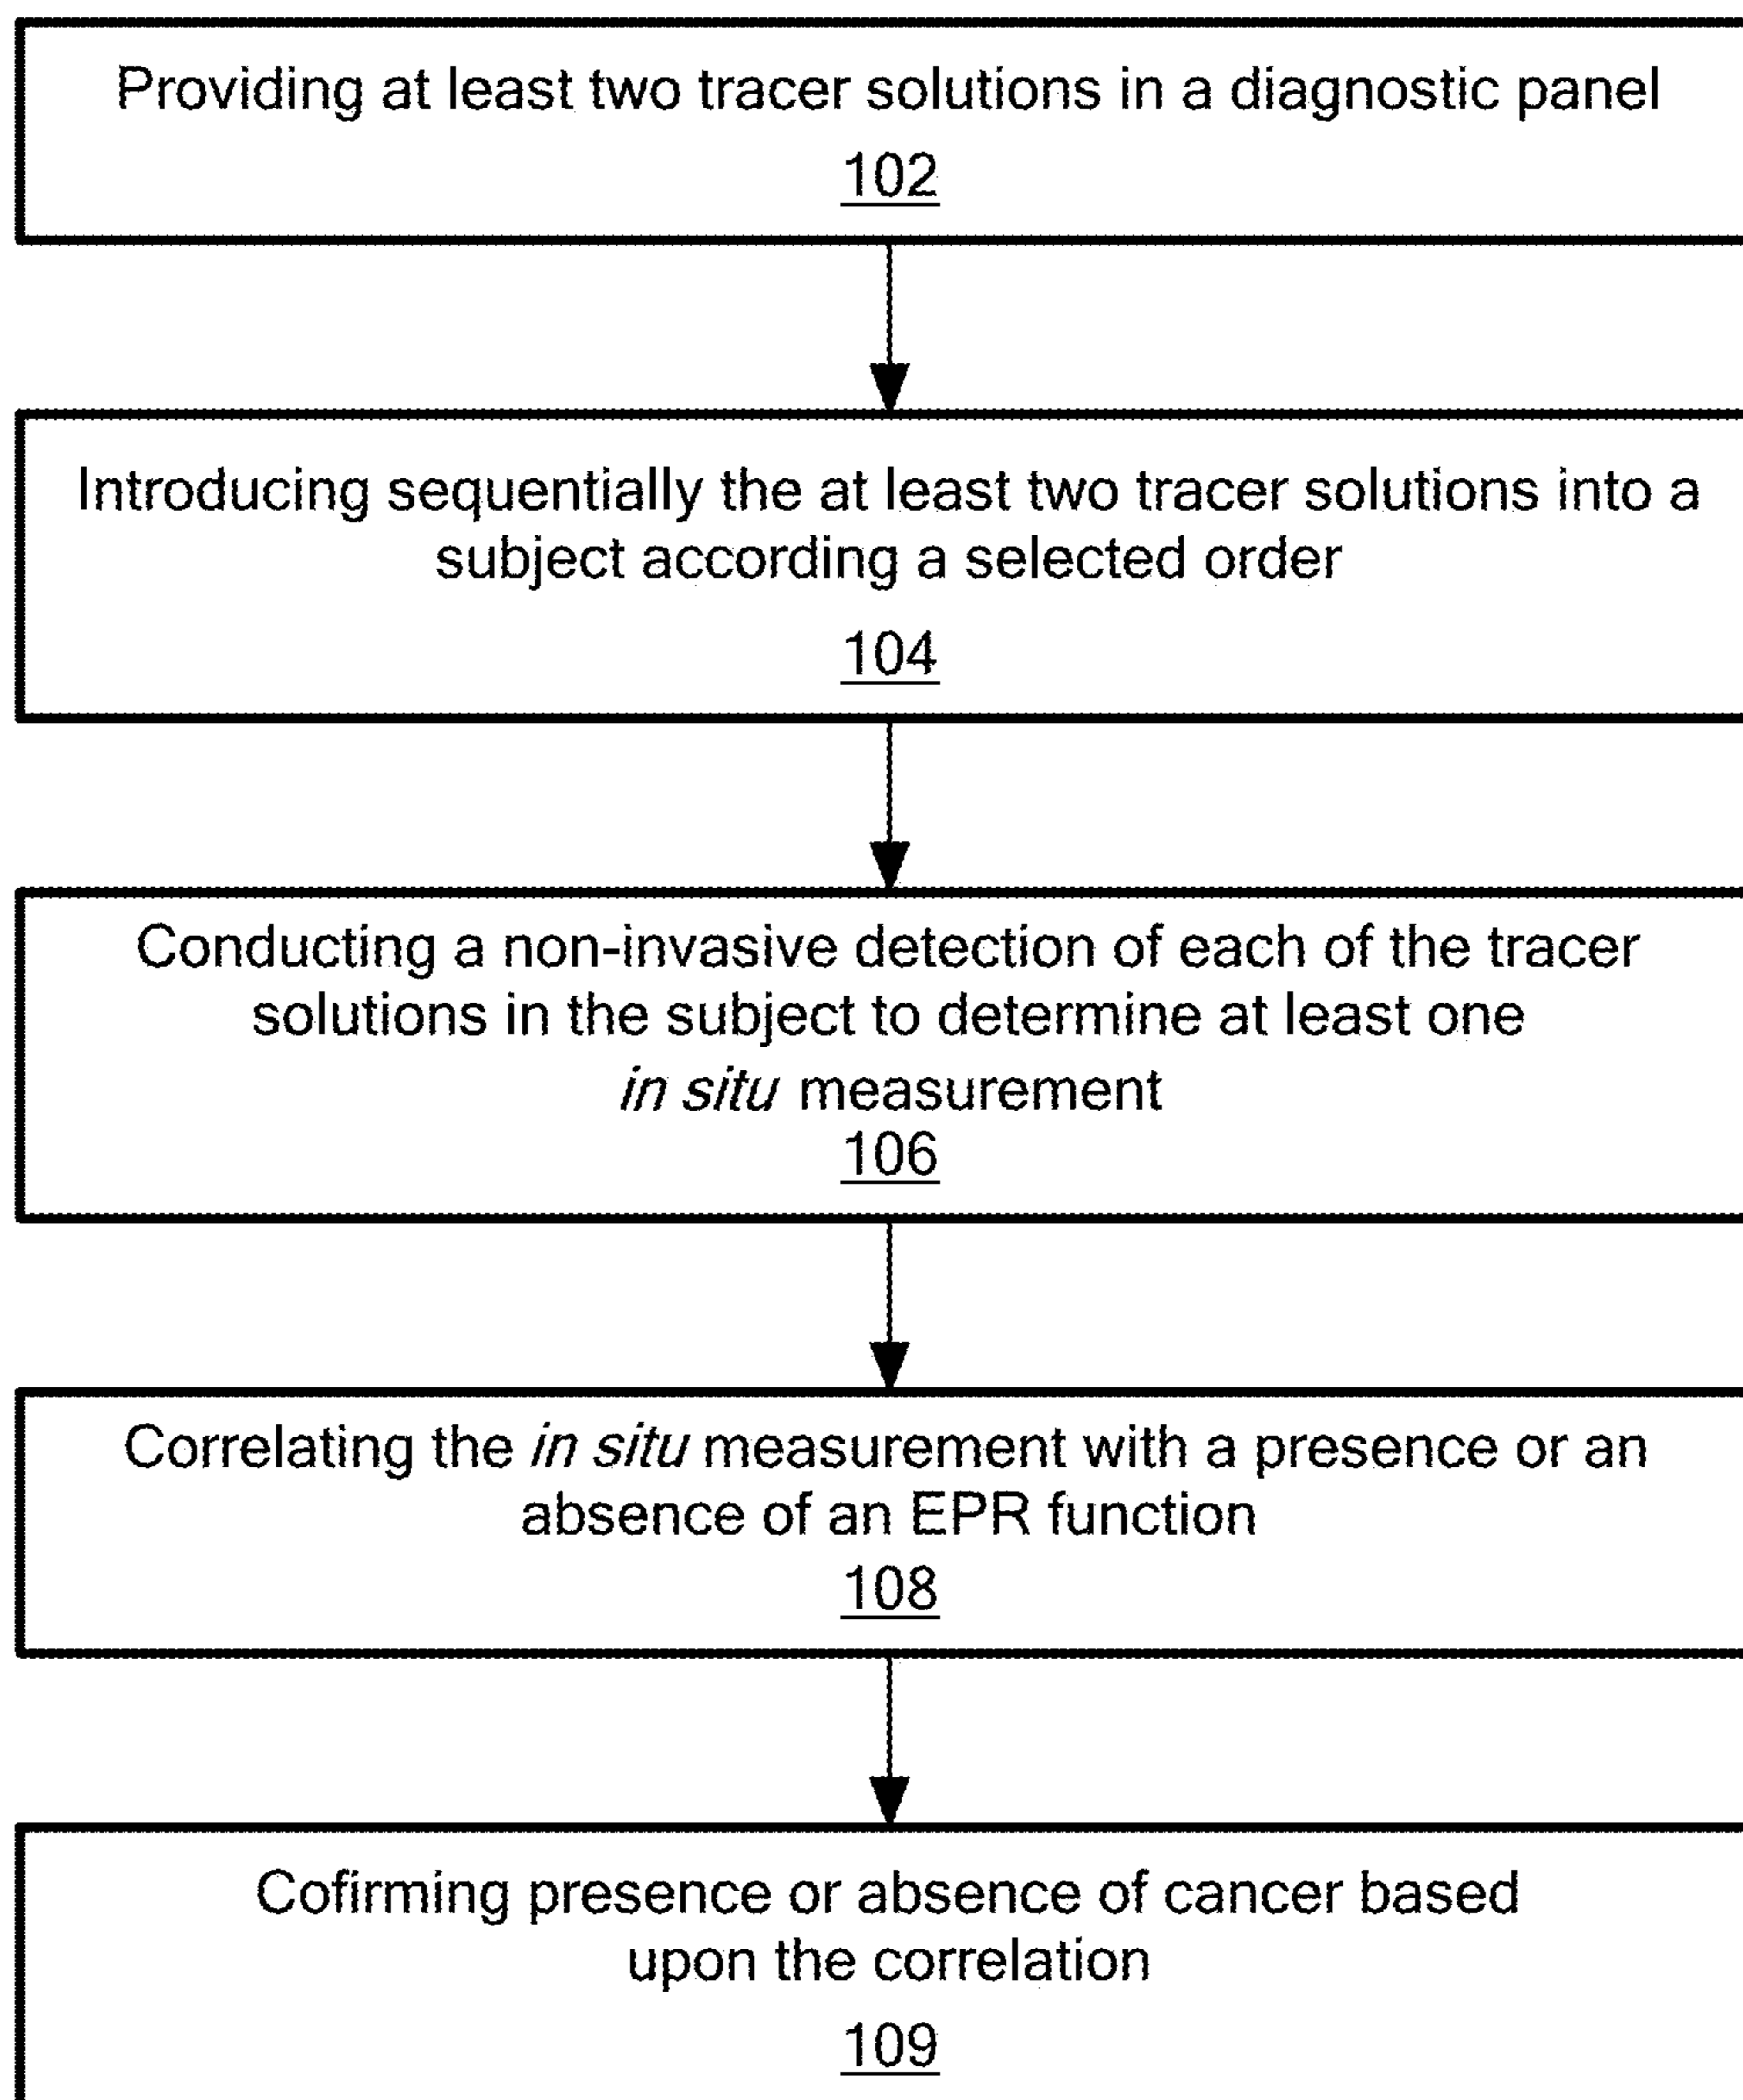 Providing at least two tracer solutions in a diagnostic panel
102
Introducing sequentially the at least two tracer solutions into a
subject according a selected order
104
Conducting a non-invasive detection of each of the tracer
solutions in the subject to determine at least one
in situ measurement
106
Correlating the in situ measurement with a presence or an
absence of an EPR function
108
Cofirming presence or absence of cancer based
upon the correlation
109